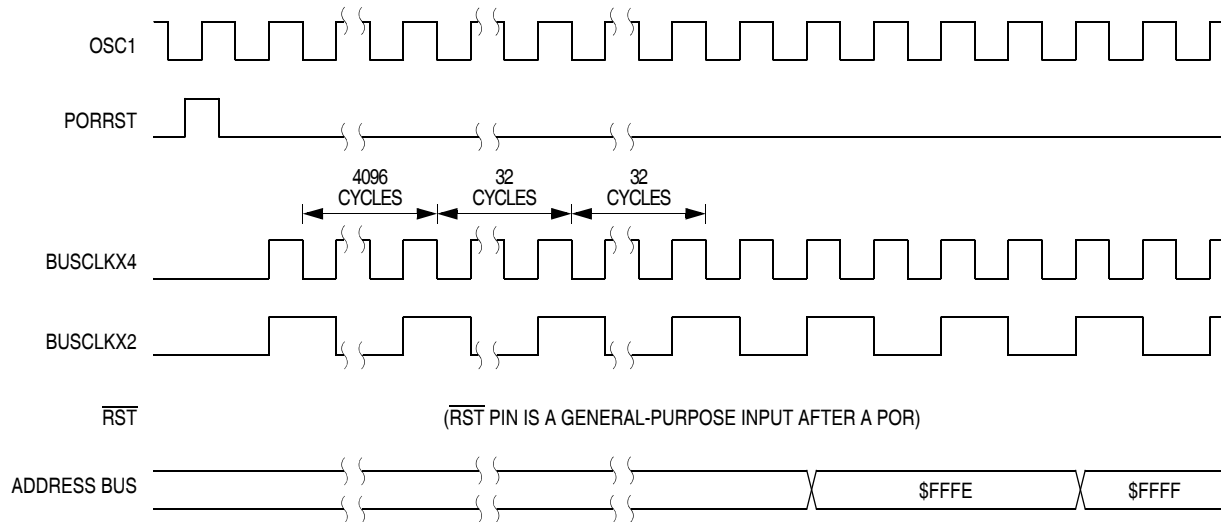 OSC1
PORRST
4096
CYCLES
32
CYCLES
32
CYCLES
BUSCLKX4
BUSCLKX2
RST
(RST PIN IS A GENERAL-PURPOSE INPUT AFTER A POR)
ADDRESS BUS
$FFFE
$FFFF